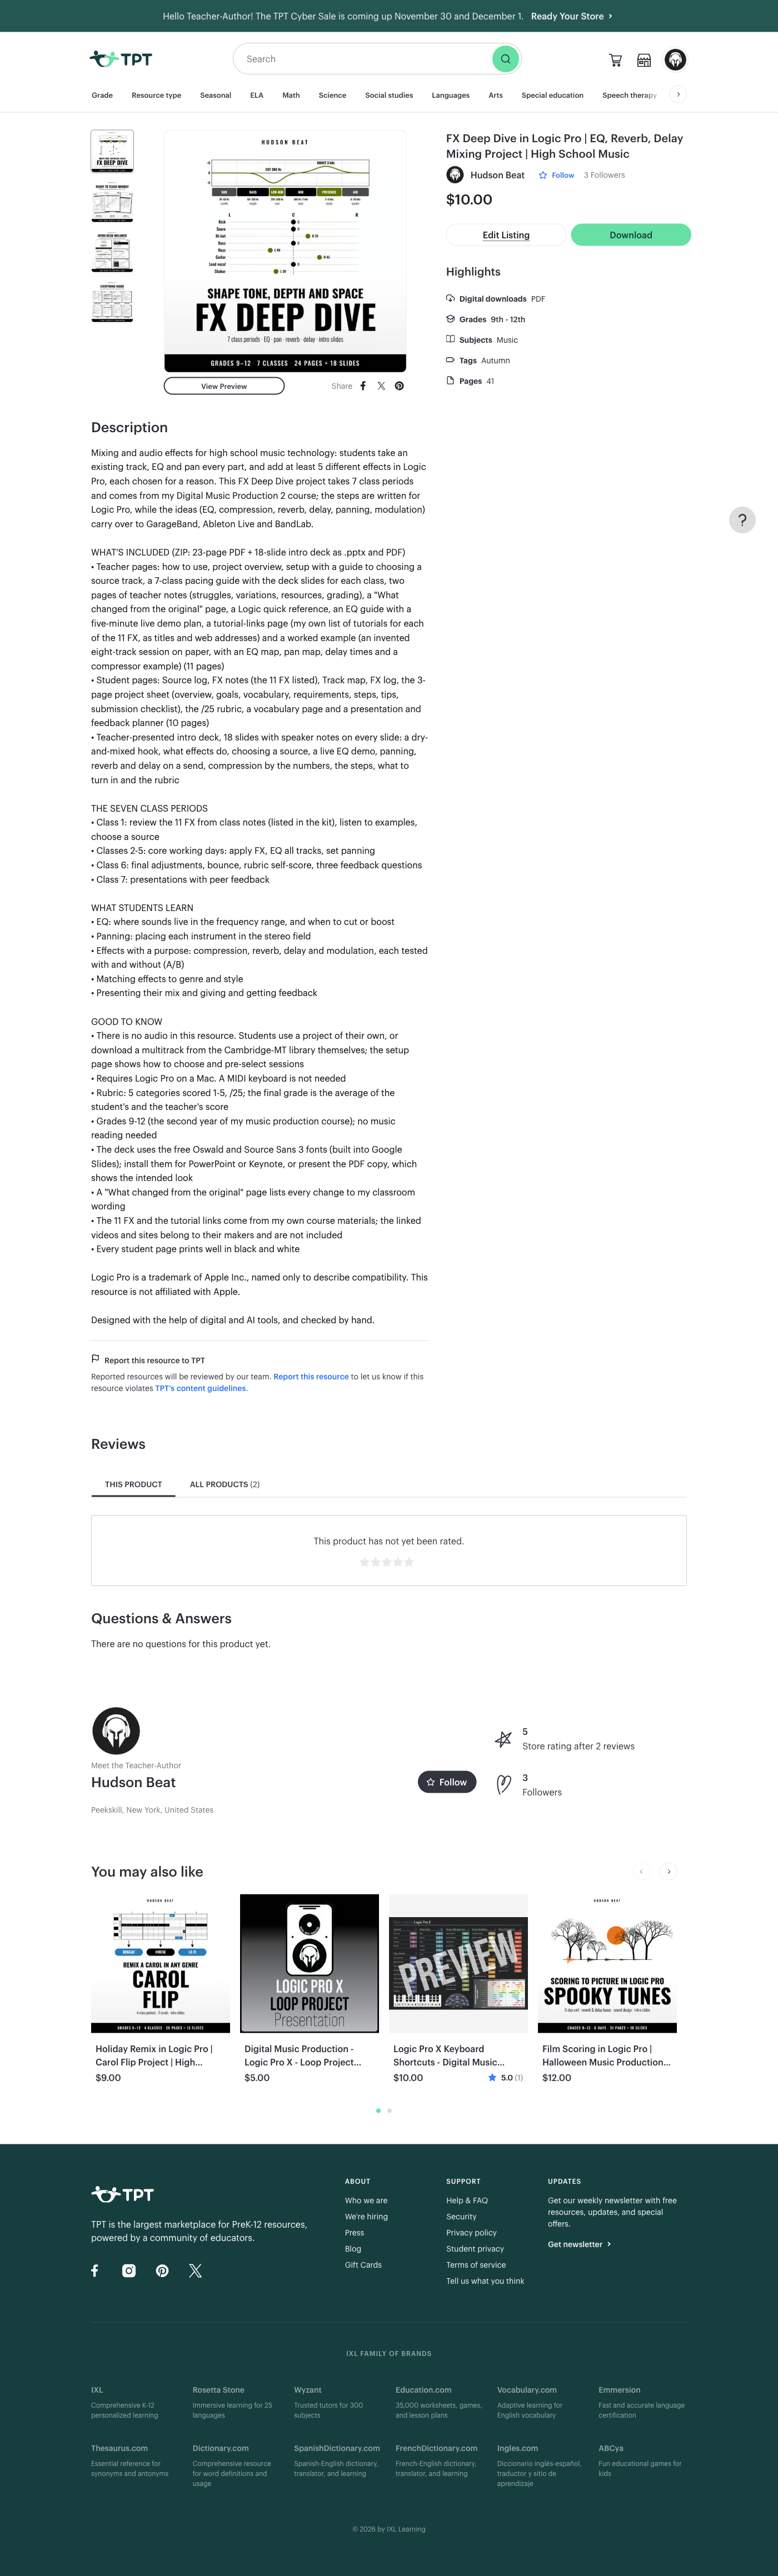 Hello Teacher-Author! The TPT Cyber Sale is coming up November 30 and December 1. Ready Your Store
TPT
Search
Grade Resource type Seasonal ELA Math Science Social studies Languages Arts Special education Speech therapy
HUDSON BEAT
SUB BASS LOW-MID MID PRESENCE AIR
L C R
Kick
Snare
Hi-hat
Bass
Keys
Guitar
Lead vocal
Shaker
SHAPE TONE, DEPTH AND SPACE
FX DEEP DIVE
7 class periods · EQ · pan · reverb · delay · intro slides
GRADES 9–12 · 7 CLASSES · 24 PAGES + 18 SLIDES
View Preview
Share
FX Deep Dive in Logic Pro | EQ, Reverb, Delay
Mixing Project | High School Music
Hudson Beat Follow 3 Followers
$10.00
Edit Listing Download
Highlights
Digital downloads PDF
Grades 9th - 12th
Subjects Music
Tags Autumn
Pages 41
Description
Mixing and audio effects for high school music technology: students take an
existing track, EQ and pan every part, and add at least 5 different effects in Logic
Pro, each chosen for a reason. This FX Deep Dive project takes 7 class periods
and comes from my Digital Music Production 2 course; the steps are written for
Logic Pro, while the ideas (EQ, compression, reverb, delay, panning, modulation)
carry over to GarageBand, Ableton Live and BandLab.
WHAT'S INCLUDED (ZIP: 23-page PDF + 18-slide intro deck as .pptx and PDF)
• Teacher pages: how to use, project overview, setup with a guide to choosing a
source track, a 7-class pacing guide with the deck slides for each class, two
pages of teacher notes (struggles, variations, resources, grading), a "What
changed from the original" page, a Logic quick reference, an EQ guide with a
five-minute live demo plan, a tutorial-links page (my own list of tutorials for each
of the 11 FX, as titles and web addresses) and a worked example (an invented
eight-track session on paper, with an EQ map, pan map, delay times and a
compressor example) (11 pages)
• Student pages: Source log, FX notes (the 11 FX listed), Track map, FX log, the 3-
page project sheet (overview, goals, vocabulary, requirements, steps, tips,
submission checklist), the /25 rubric, a vocabulary page and a presentation and
feedback planner (10 pages)
• Teacher-presented intro deck, 18 slides with speaker notes on every slide: a dry-
and-mixed hook, what effects do, choosing a source, a live EQ demo, panning,
reverb and delay on a send, compression by the numbers, the steps, what to
turn in and the rubric
THE SEVEN CLASS PERIODS
• Class 1: review the 11 FX from class notes (listed in the kit), listen to examples,
choose a source
• Classes 2-5: core working days: apply FX, EQ all tracks, set panning
• Class 6: final adjustments, bounce, rubric self-score, three feedback questions
• Class 7: presentations with peer feedback
WHAT STUDENTS LEARN
• EQ: where sounds live in the frequency range, and when to cut or boost
• Panning: placing each instrument in the stereo field
• Effects with a purpose: compression, reverb, delay and modulation, each tested
with and without (A/B)
• Matching effects to genre and style
• Presenting their mix and giving and getting feedback
GOOD TO KNOW
• There is no audio in this resource. Students use a project of their own, or
download a multitrack from the Cambridge-MT library themselves; the setup
page shows how to choose and pre-select sessions
• Requires Logic Pro on a Mac. A MIDI keyboard is not needed
• Rubric: 5 categories scored 1-5, /25; the final grade is the average of the
student's and the teacher's score
• Grades 9-12 (the second year of my music production course); no music
reading needed
• The deck uses the free Oswald and Source Sans 3 fonts (built into Google
Slides); install them for PowerPoint or Keynote, or present the PDF copy, which
shows the intended look
• A "What changed from the original" page lists every change to my classroom
wording
• The 11 FX and the tutorial links come from my own course materials; the linked
videos and sites belong to their makers and are not included
• Every student page prints well in black and white
Logic Pro is a trademark of Apple Inc., named only to describe compatibility. This
resource is not affiliated with Apple.
Designed with the help of digital and AI tools, and checked by hand.
Report this resource to TPT
Reported resources will be reviewed by our team. Report this resource to let us know if this
resource violates TPT's content guidelines.
?
Reviews
THIS PRODUCT ALL PRODUCTS (2)
This product has not yet been rated.
Questions & Answers
There are no questions for this product yet.
Meet the Teacher-Author
Hudson Beat
Peekskill, New York, United States
Follow
5
Store rating after 2 reviews
3
Followers
You may also like
HUDSON BEAT
REGGAE HOUSE LO-FI
REMIX A CAROL IN ANY GENRE
CAROL
FLIP
Holiday Remix in Logic Pro |
Carol Flip Project | High...
$9.00
LOGIC PRO X
LOOP PROJECT
Presentation
Digital Music Production -
Logic Pro X - Loop Project...
$5.00
PREVIEW
Logic Pro X Keyboard
Shortcuts - Digital Music...
$10.00 5.0 (1)
HUDSON BEAT
SCORING TO PICTURE IN LOGIC PRO
SPOOKY TUNES
Film Scoring in Logic Pro |
Halloween Music Production...
$12.00
TPT
TPT is the largest marketplace for PreK-12 resources,
powered by a community of educators.
ABOUT
Who we are
We're hiring
Press
Blog
Gift Cards
SUPPORT
Help & FAQ
Security
Privacy policy
Student privacy
Terms of service
Tell us what you think
UPDATES
Get our weekly newsletter with free
resources, updates, and special
offers.
Get newsletter
IXL FAMILY OF BRANDS
IXL
Comprehensive K-12
personalized learning
Rosetta Stone
Immersive learning for 25
languages
Wyzant
Trusted tutors for 300
subjects
Education.com
35,000 worksheets, games,
and lesson plans
Vocabulary.com
Adaptive learning for
English vocabulary
Emmersion
Fast and accurate language
certification
Thesaurus.com
Essential reference for
synonyms and antonyms
Dictionary.com
Comprehensive resource
for word definitions and
usage
SpanishDictionary.com
Spanish-English dictionary,
translator, and learning
FrenchDictionary.com
French-English dictionary,
translator, and learning
Ingles.com
Diccionario inglés-español,
traductor y sitio de
aprendizaje
ABCya
Fun educational games for
kids
© 2026 by IXL Learning